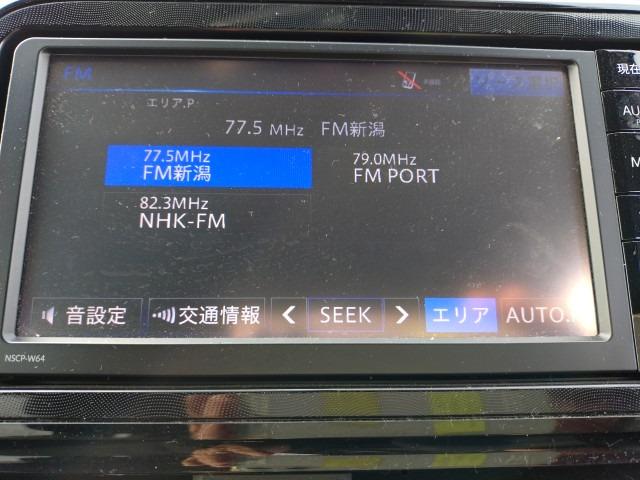 FM
エリア.P
77.5 MHz FM新潟
77.5MHz
FM新潟
79.0MHz
FM PORT
82.3MHz
NHK-FM
音設定
交通情報
< SEEK >
エリア
AUTO.
NSCP-W64
現在
AU
M